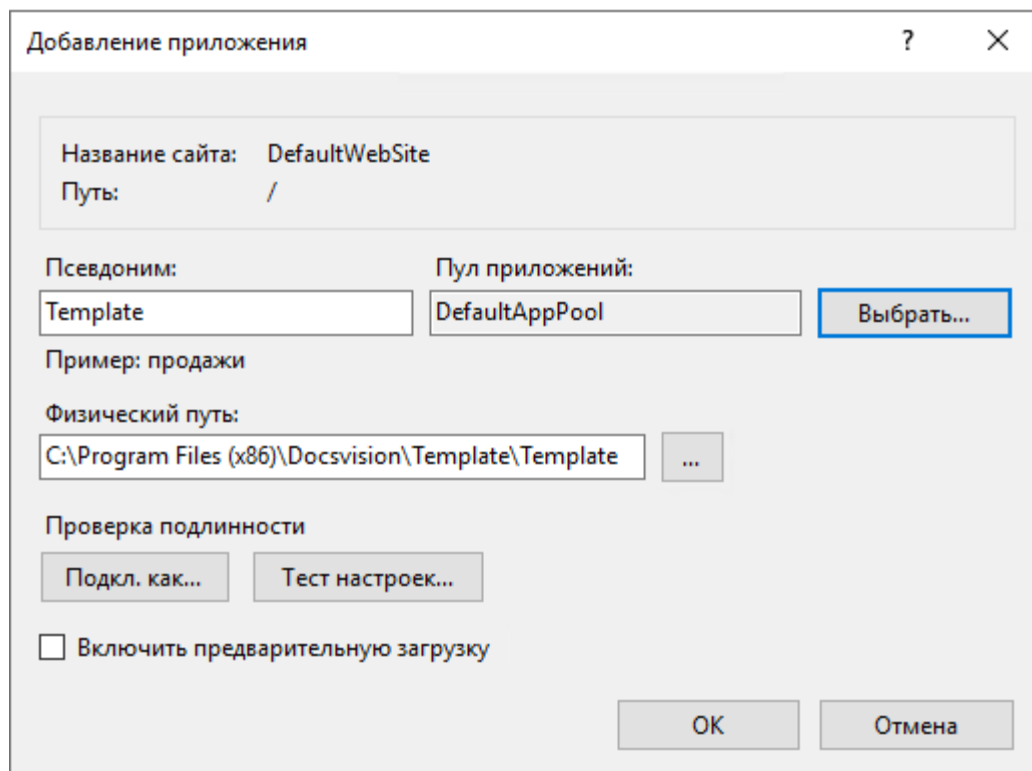 Добавление приложения
?
Название сайта: DefaultWebSite
Путь: /
Псевдоним: Пул приложений:
Template DefaultAppPool Выбрать...
Пример: продажи
Физический путь:
C:\Program Files (x86)\Docsvision\Template\Template ...
Проверка подлинности
Подкл. как... Тест настроек...
Включить предварительную загрузку
ОК Отмена